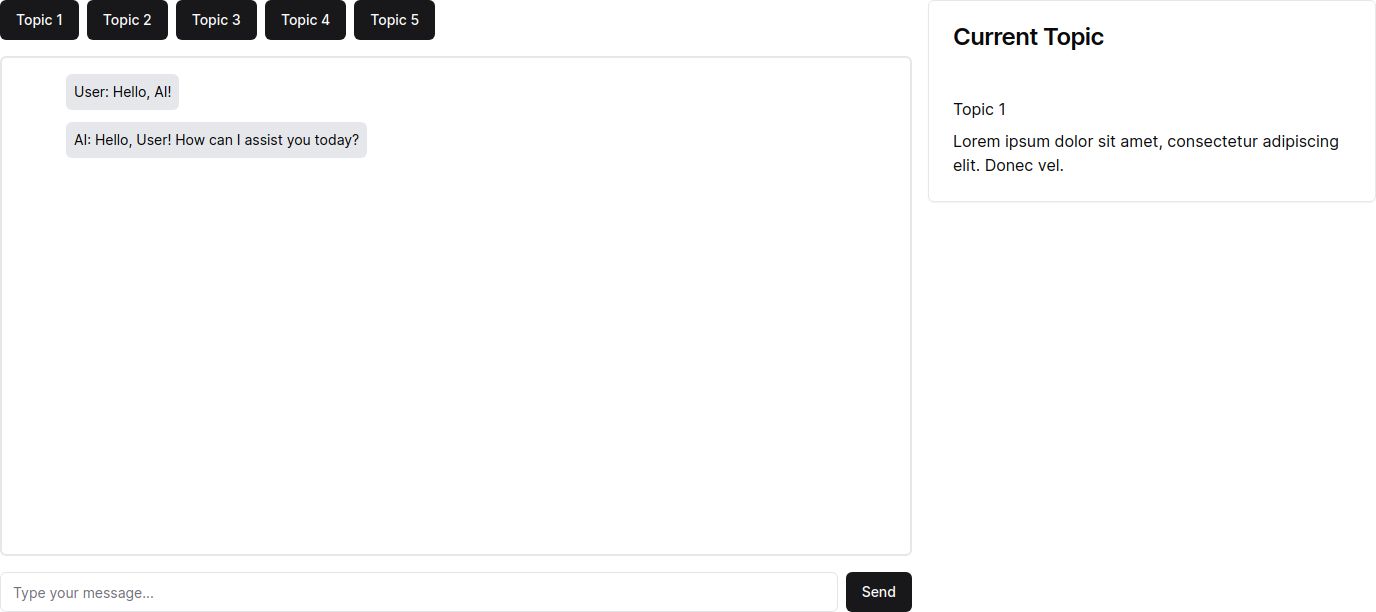 Topic 1 Topic 2 Topic 3 Topic 4 Topic 5
User: Hello, AI!
AI: Hello, User! How can I assist you today?
Type your message...
Send
Current Topic
Topic 1
Lorem ipsum dolor sit amet, consectetur adipiscing
elit. Donec vel.